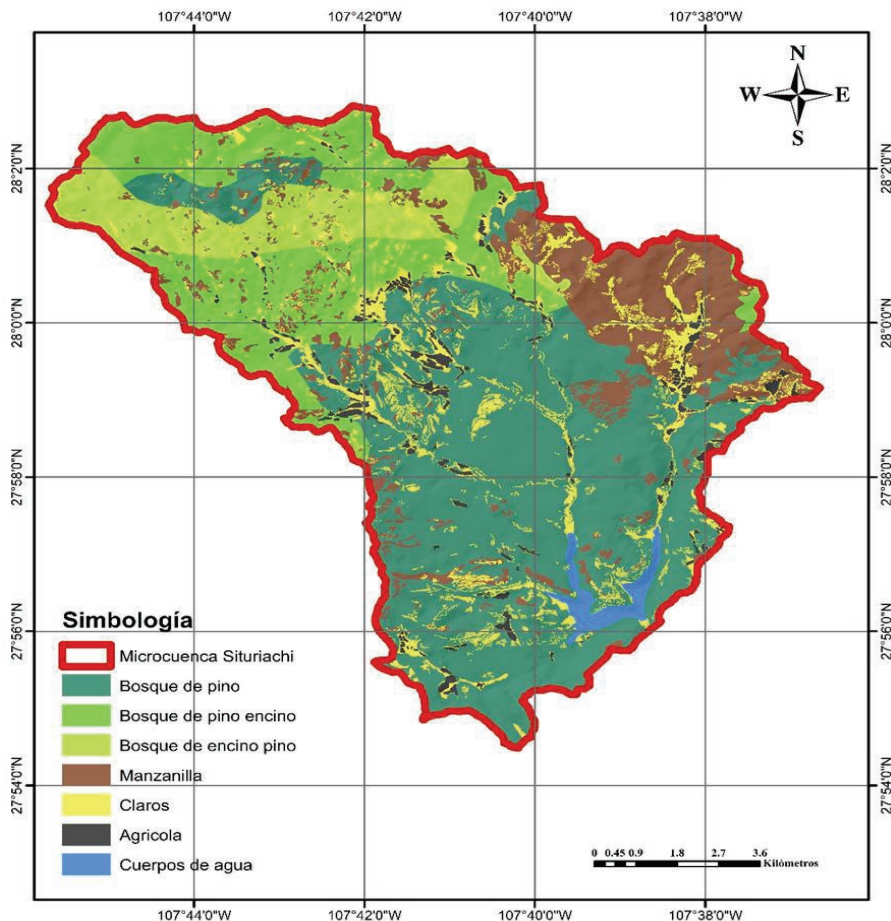 107°44'0"W 107°42'0"W 107°40'0"W 107°38'0"W
N
W E
S
28°2'0"N 28°2'0"N
28°0'0"N 28°0'0"N
27°58'0"N 27°58'0"N
27°56'0"N 27°56'0"N
27°54'0"N 27°54'0"N
Simbología
Microcuenca Situriachi
Bosque de pino
Bosque de pino encino
Bosque de encino pino
Manzanilla
Claros
Agricola
Cuerpos de agua
0 0.45 0.9 1.8 2.7 3.6
Kilómetros
107°44'0"W 107°42'0"W 107°40'0"W 107°38'0"W